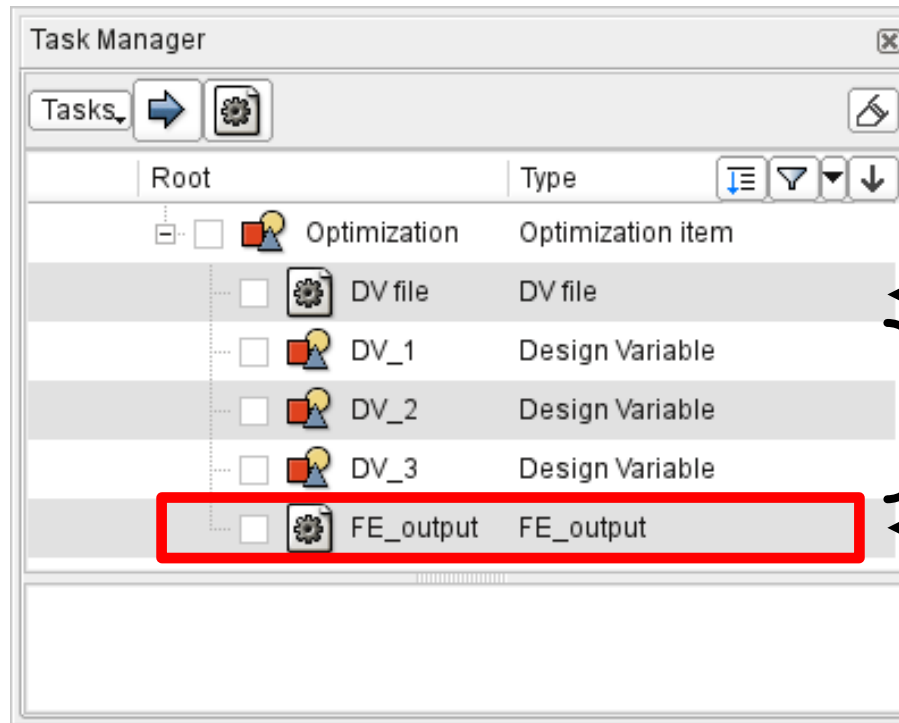 Task Manager
Tasks
Root Type
Optimization Optimization item
DV file DV file
DV_1 Design Variable
DV_2 Design Variable
DV_3 Design Variable
FE_output FE_output